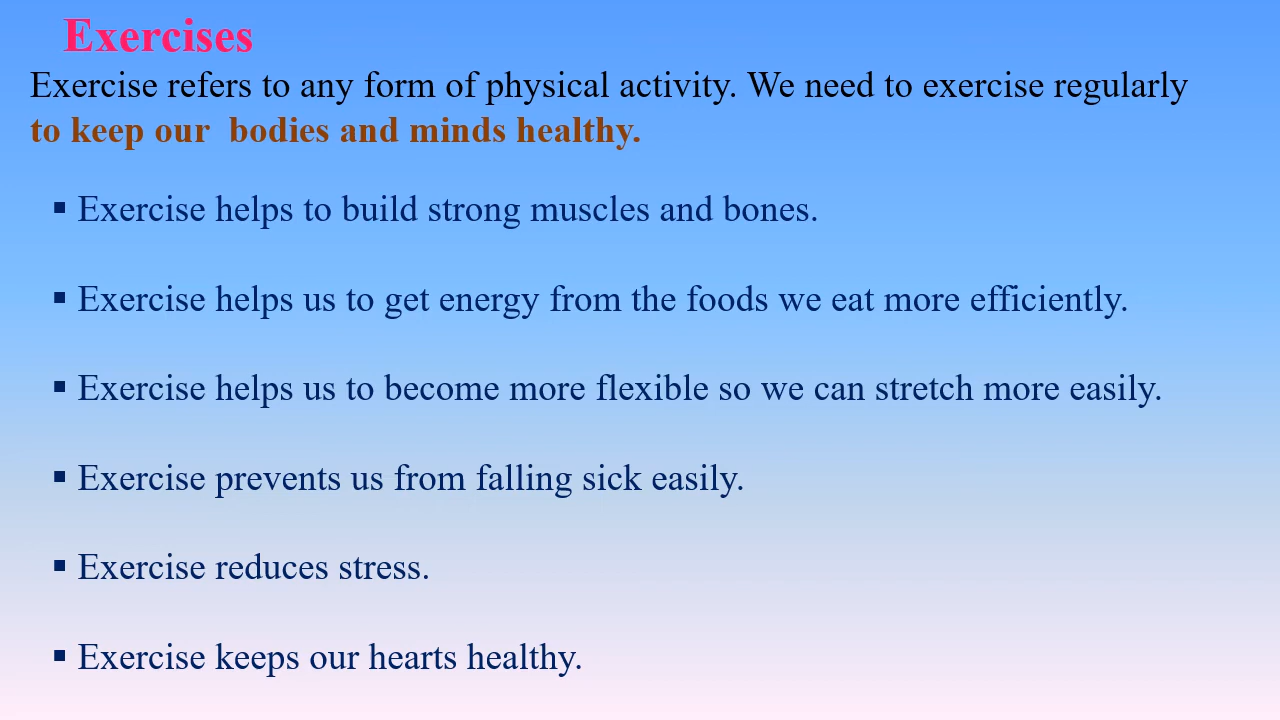 Exercises
Exercise refers to any form of physical activity. We need to exercise regularly
to keep our  bodies and minds healthy.
▪ Exercise helps to build strong muscles and bones.
▪ Exercise helps us to get energy from the foods we eat more efficiently.
▪ Exercise helps us to become more flexible so we can stretch more easily.
▪ Exercise prevents us from falling sick easily.
▪ Exercise reduces stress.
▪ Exercise keeps our hearts healthy.